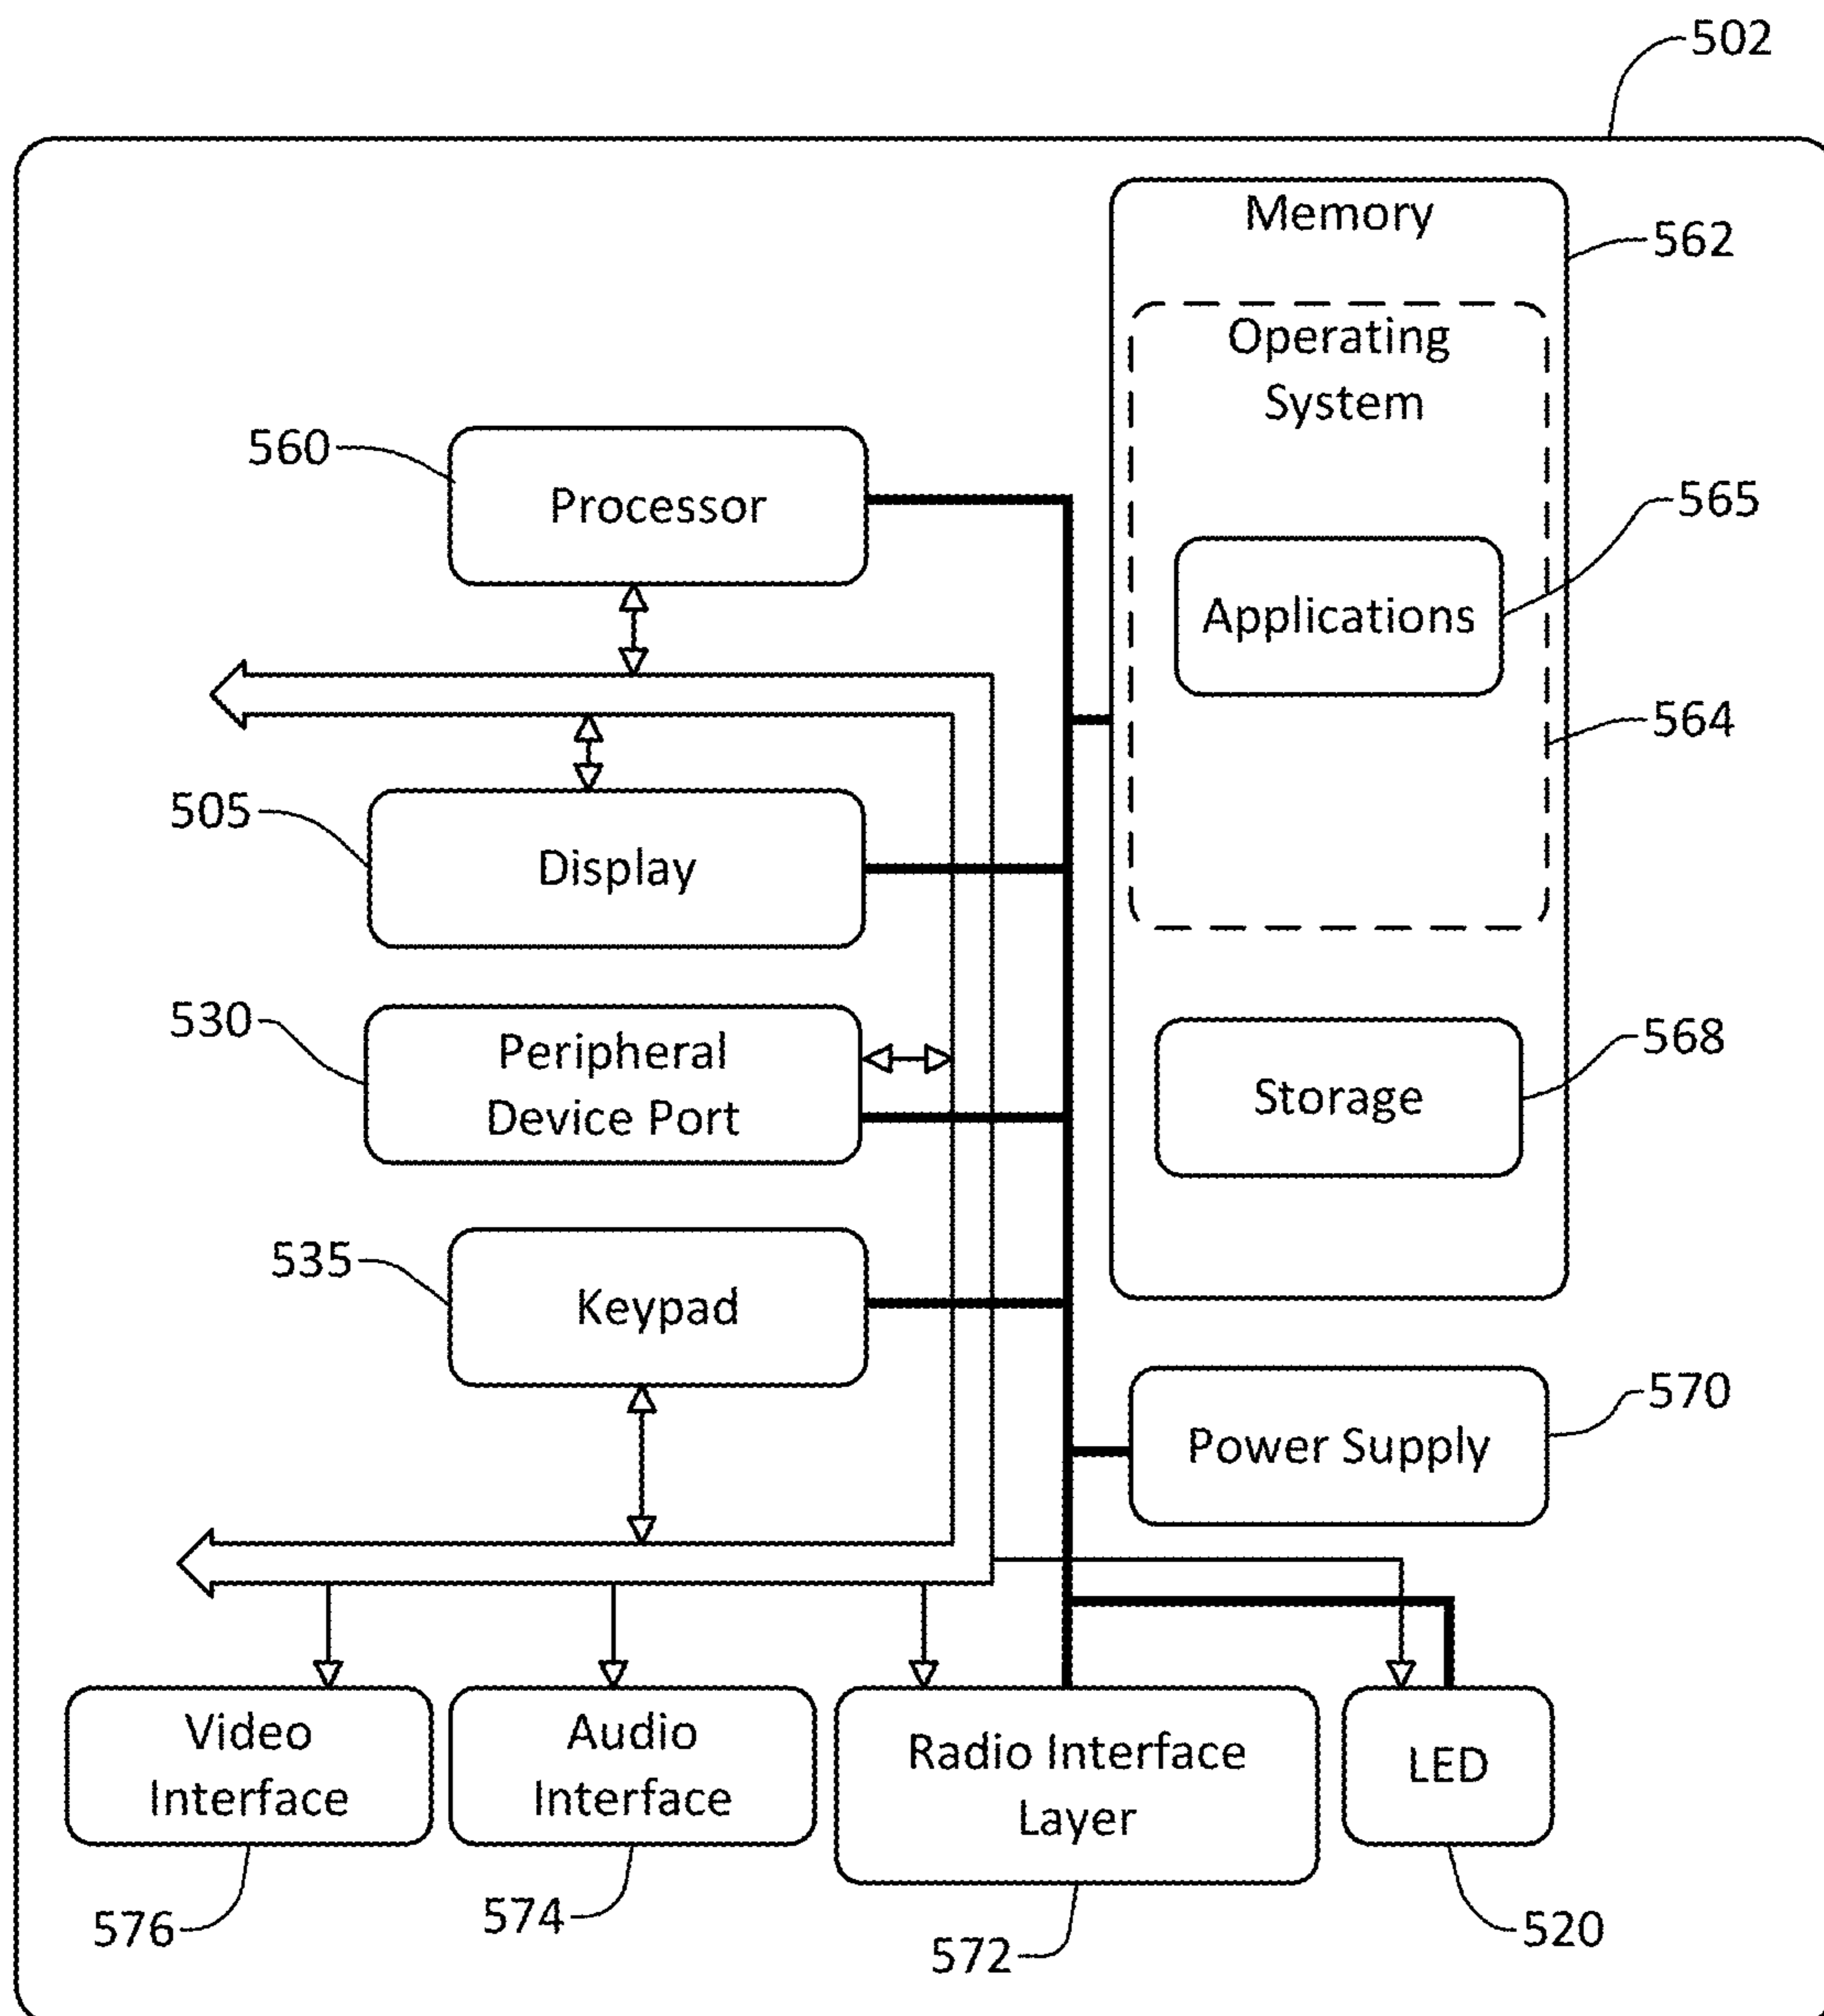 502
Memory
562
Operating
System
560
Processor
565
Applications
564
505
Display
530
Peripheral
Device Port
568
Storage
535
Keypad
570
Power Supply
Video
Interface
Audio
Interface
Radio Interface
Layer
LED
576
574
572
520